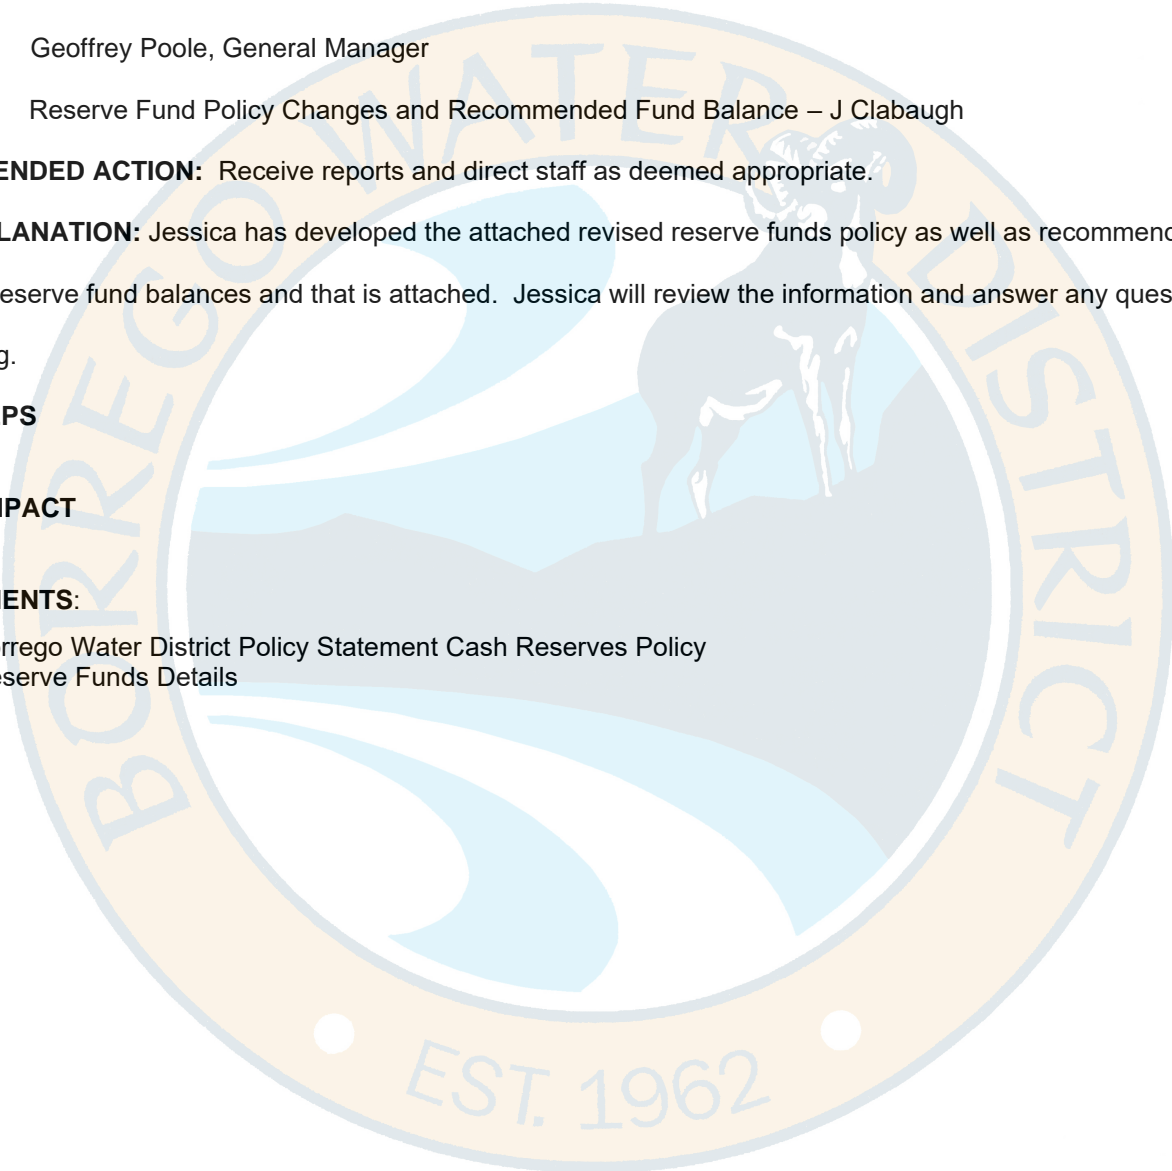 Geoffrey Poole, General Manager
Reserve Fund Policy Changes and Recommended Fund Balance – J Clabaugh
ENDED ACTION: Receive reports and direct staff as deemed appropriate.
LANATION: Jessica has developed the attached revised reserve funds policy as well as recommend
eserve fund balances and that is attached. Jessica will review the information and answer any ques
g.
PS
MPACT
MENTS:
rrego Water District Policy Statement Cash Reserves Policy
eserve Funds Details
BORREGO WATER DISTRICT
EST. 1962